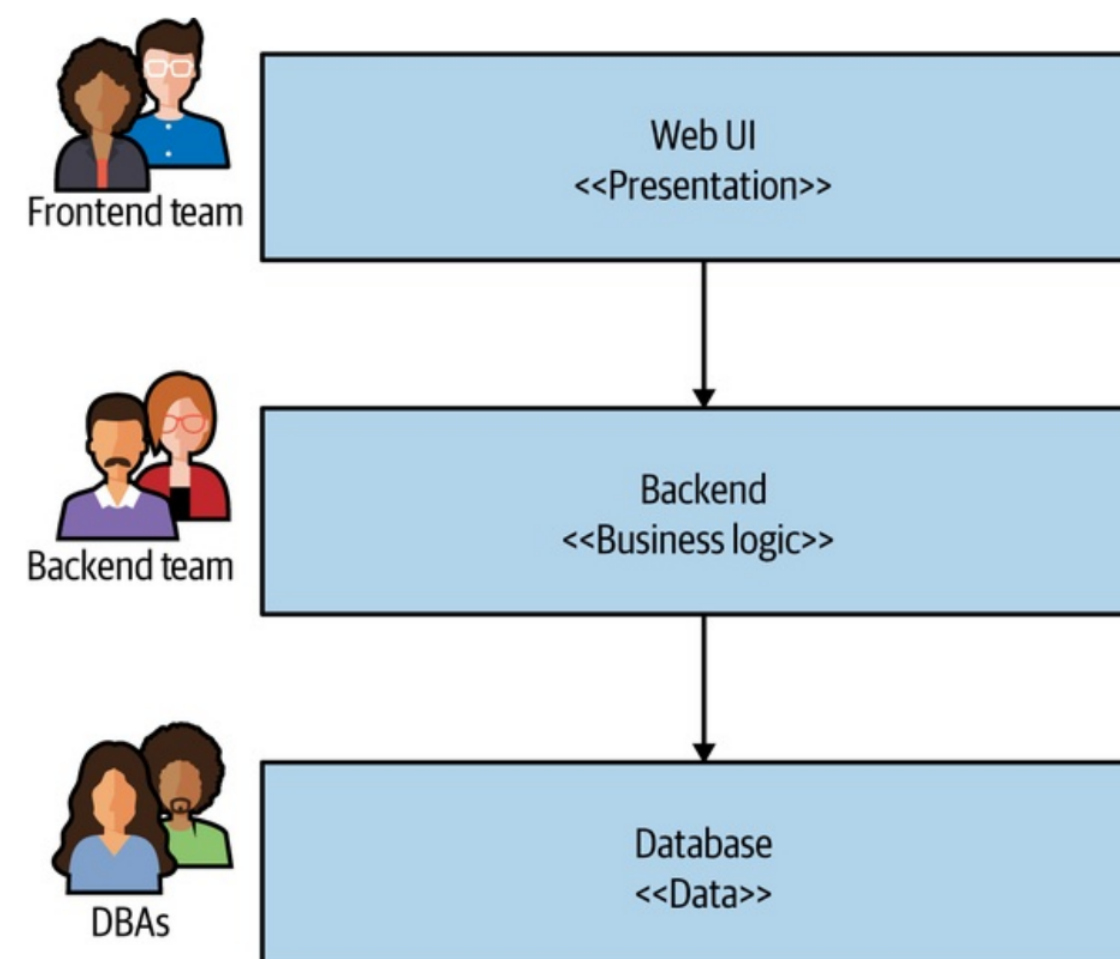 Web UI
<<Presentation>>
Frontend team
Backend
<<Business logic>>
Backend team
Database
<<Data>>
DBAs